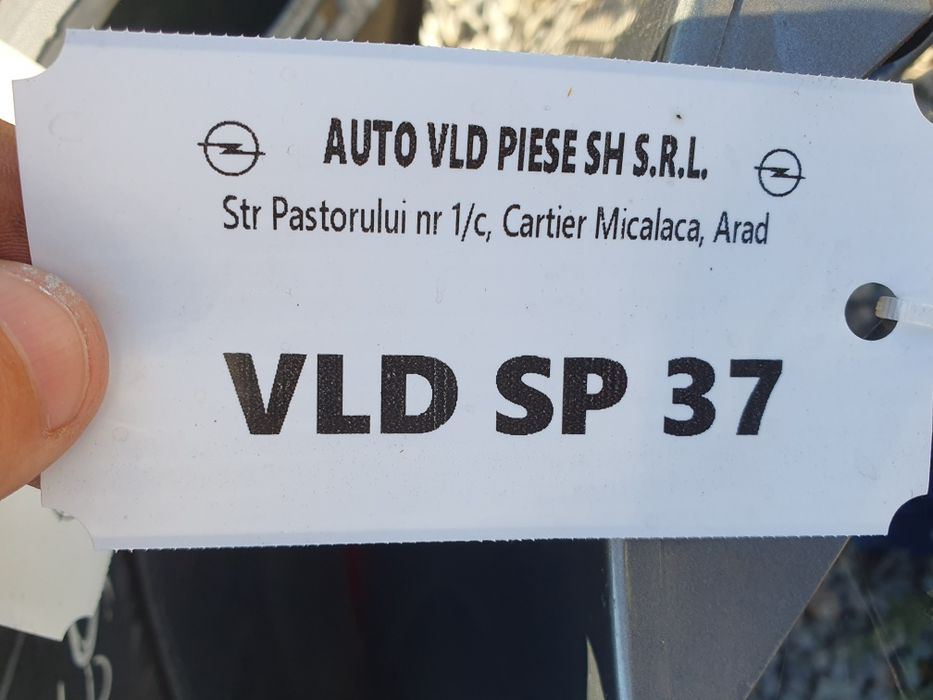 AUTO VLD PIESE SH S.R.L.
Str Pastorului nr 1/c, Cartier Micalaca, Arad
VLD SP 37